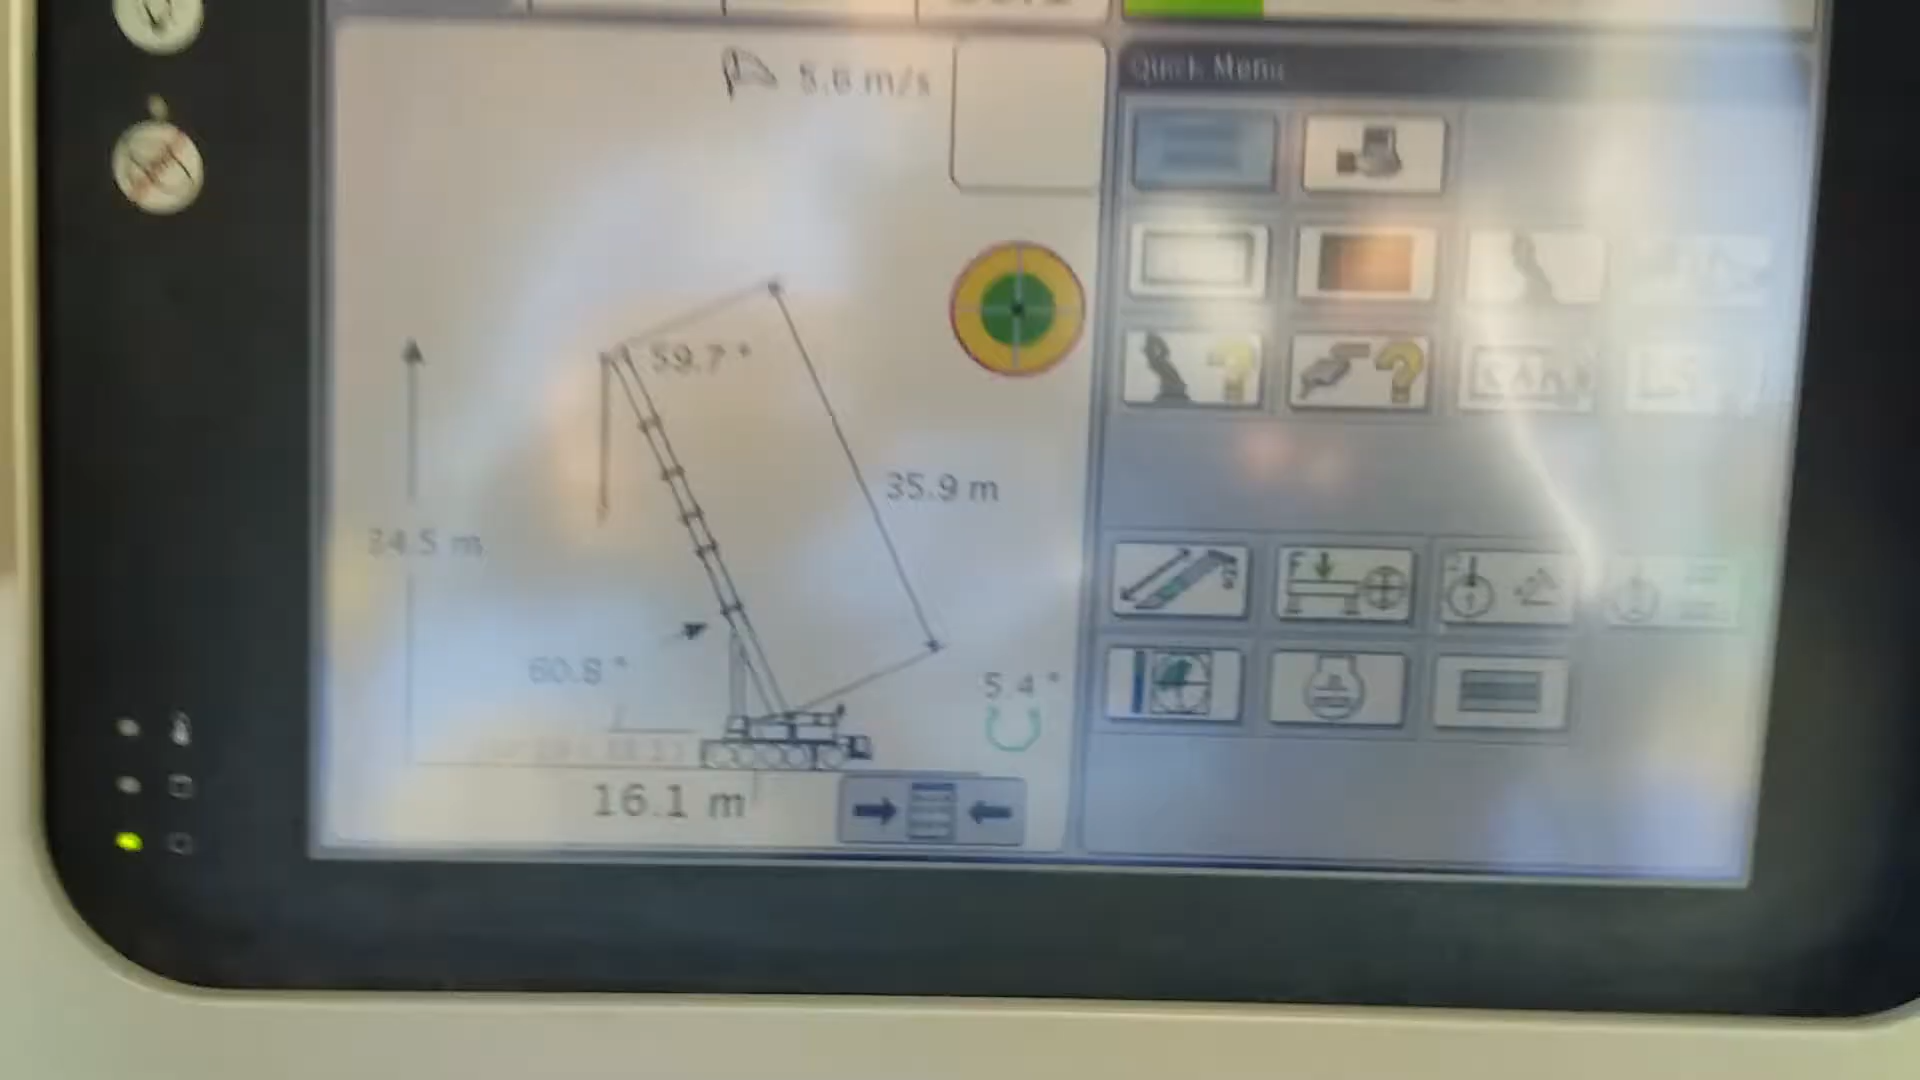 5.6 m/s
Quick Menu
59.7 °
35.9 m
34.5 m
60.8 °
5.4 °
16.1 m
F